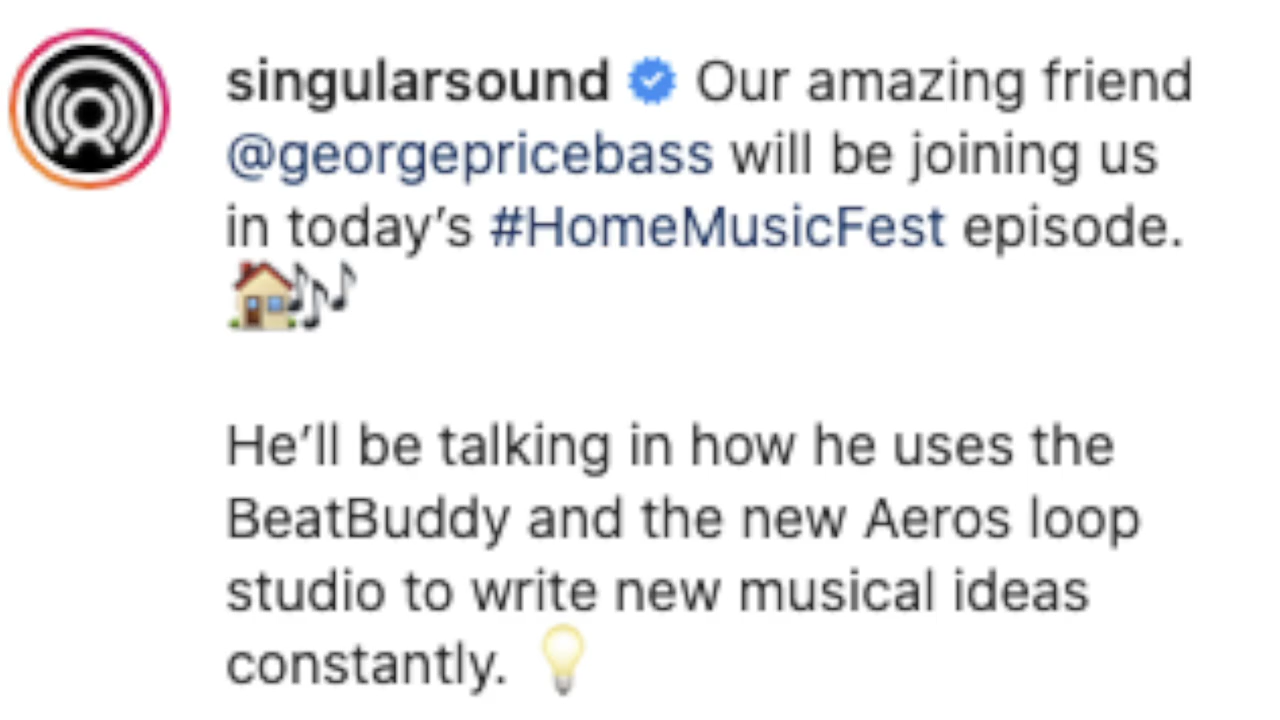 singularsound Our amazing friend
@georgepricebass will be joining us
in today’s #HomeMusicFest episode.
🏠🎶
He’ll be talking in how he uses the
BeatBuddy and the new Aeros loop
studio to write new musical ideas
constantly. 💡